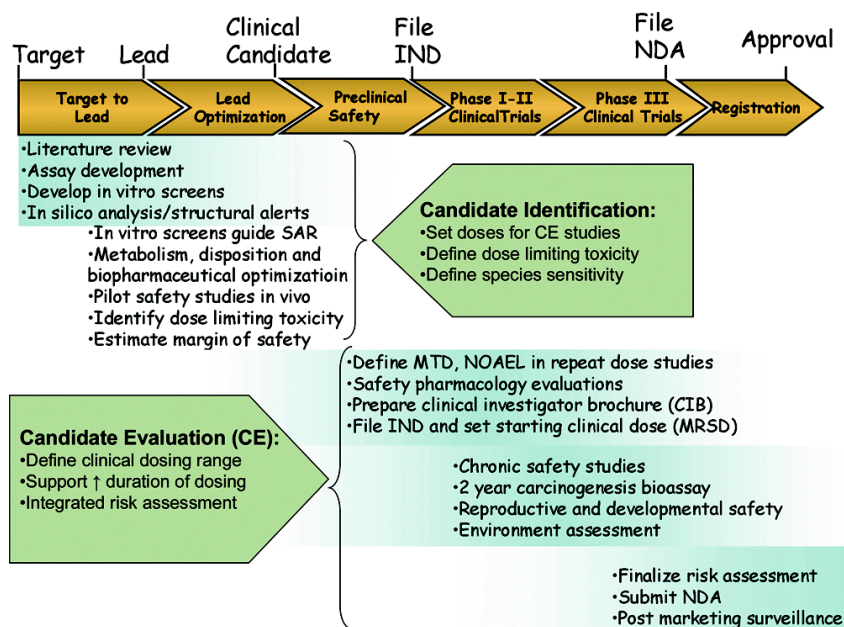 Target
Lead
Clinical
Candidate
File
IND
File
NDA
Approval
Target to
Lead
Lead
Optimization
Preclinical
Safety
Phase I-II
ClinicalTrials
Phase III
Clinical Trials
Registration
•Literature review
•Assay development
•Develop in vitro screens
•In silico analysis/structural alerts
•In vitro screens guide SAR
•Metabolism, disposition and
biopharmaceutical optimizatioin
•Pilot safety studies in vivo
•Identify dose limiting toxicity
•Estimate margin of safety
Candidate Identification:
•Set doses for CE studies
•Define dose limiting toxicity
•Define species sensitivity
•Define MTD, NOAEL in repeat dose studies
•Safety pharmacology evaluations
•Prepare clinical investigator brochure (CIB)
•File IND and set starting clinical dose (MRSD)
Candidate Evaluation (CE):
•Define clinical dosing range
•Support ↑ duration of dosing
•Integrated risk assessment
•Chronic safety studies
•2 year carcinogenesis bioassay
•Reproductive and developmental safety
•Environment assessment
•Finalize risk assessment
•Submit NDA
•Post marketing surveillance